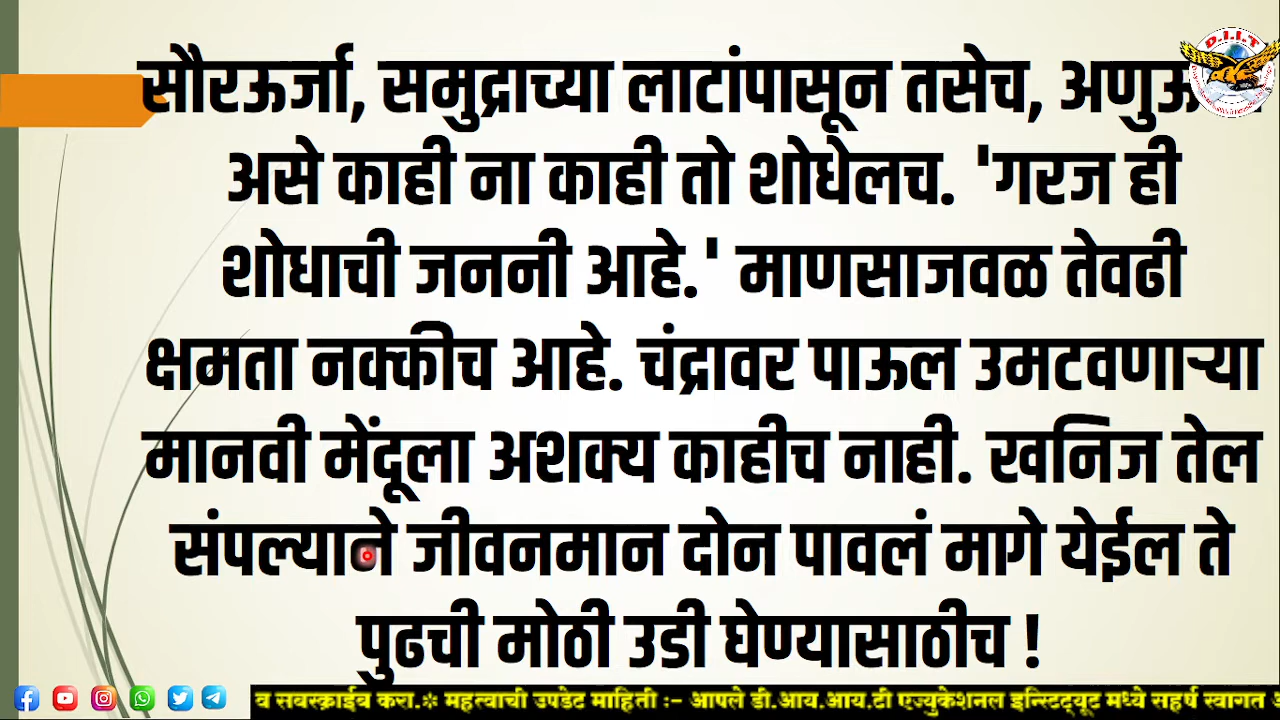 सौरऊर्जा, समुद्राच्या लाटांपासून तसेच, 
असे काही ना काही तो शोधेलच. 'गरज ही
शोधाची जननी आहे.' माणसाजवळ तेवढी
क्षमता नक्कीच आहे. चंद्रावर पाऊल उमटवणाऱ्या
मानवी मेंदूला अशक्य काहीच नाही. खनिज तेल
संपल्याने जीवनमान दोन पावलं मागे येईल ते
पुढची मोठी उडी घेण्यासाठीच !
D.I.I.T
व सबस्क्राईब करा.* महत्वाची उपडेट माहिती :- आपले डी.आय.आय.टी एज्युकेशनल इन्स्टिट्यूट मध्ये सहर्ष स्वागत